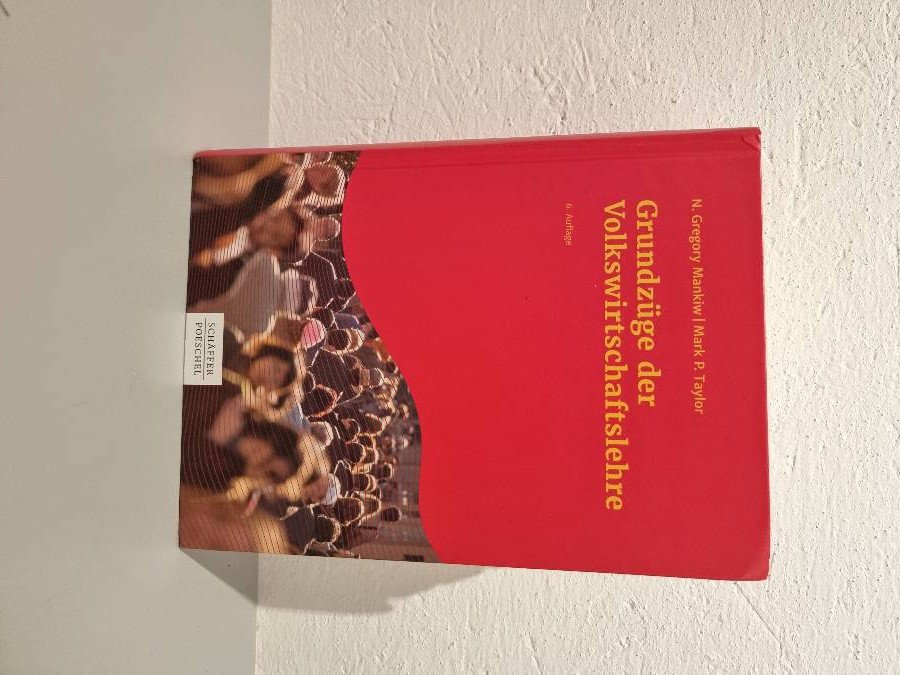 N. Gregory Mankiw | Mark P. Taylor
Grundzüge der
Volkswirtschaftslehre
6. Auflage
SCHÄFFER
POESCHEL